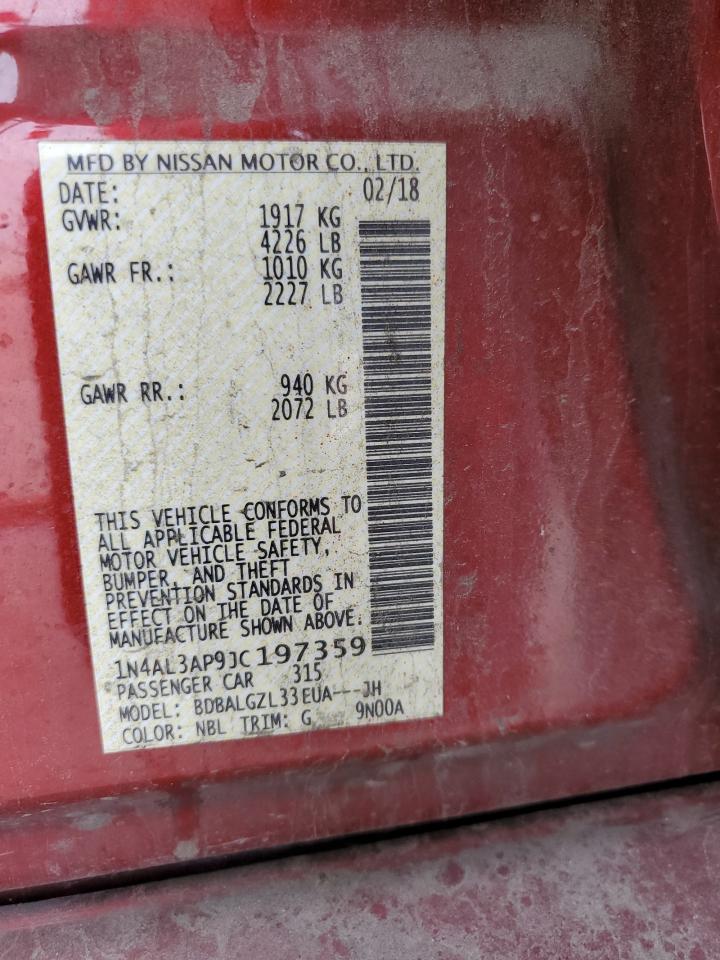 MFD BY NISSAN MOTOR CO., LTD.
DATE: 02/18
GVWR: 1917 KG
4226 LB
GAWR FR.: 1010 KG
2227 LB
GAWR RR.: 940 KG
2072 LB
THIS VEHICLE CONFORMS TO
ALL APPLICABLE FEDERAL
MOTOR VEHICLE SAFETY,
BUMPER, AND THEFT
PREVENTION STANDARDS IN
EFFECT ON THE DATE OF
MANUFACTURE SHOWN ABOVE.
1N4AL3AP9JC197359
PASSENGER CAR 315
MODEL: BDBALGZL33EUA---JH
COLOR: NBL TRIM: G 9N00A